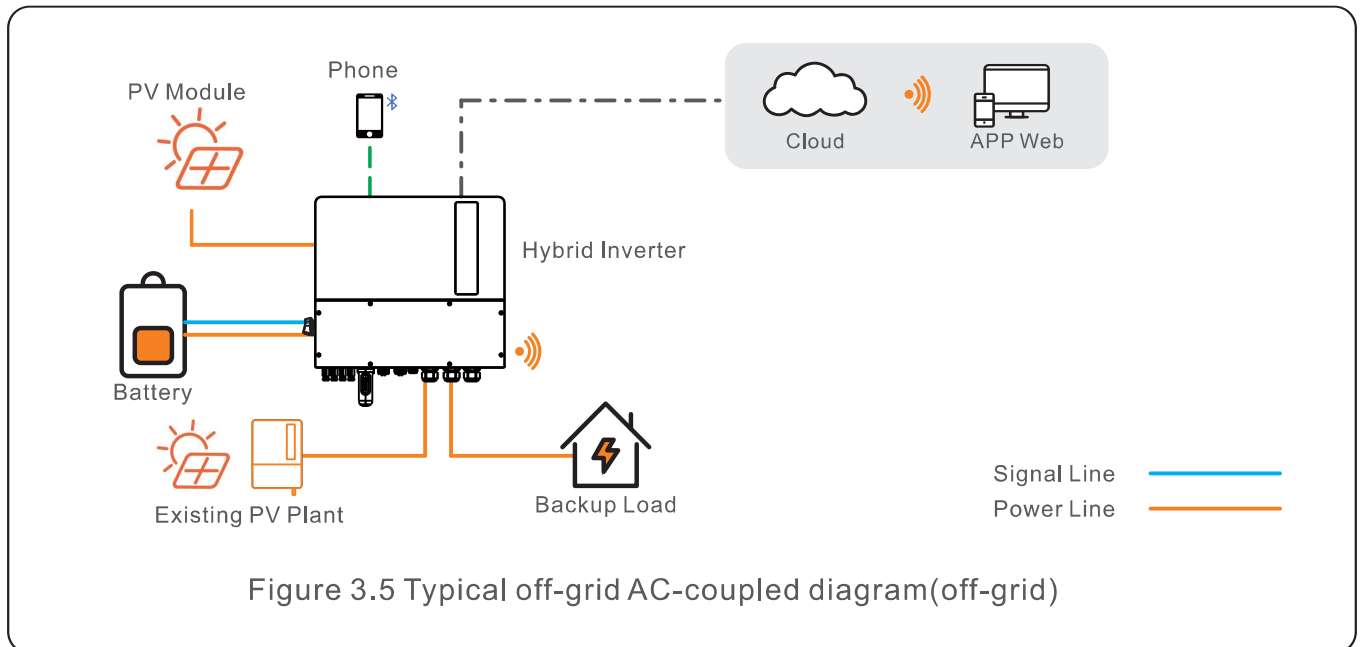 Phone
PV Module
Cloud
APP Web
Hybrid Inverter
Battery
Existing PV Plant
Backup Load
Signal Line
Power Line
Figure 3.5 Typical off-grid AC-coupled diagram(off-grid)